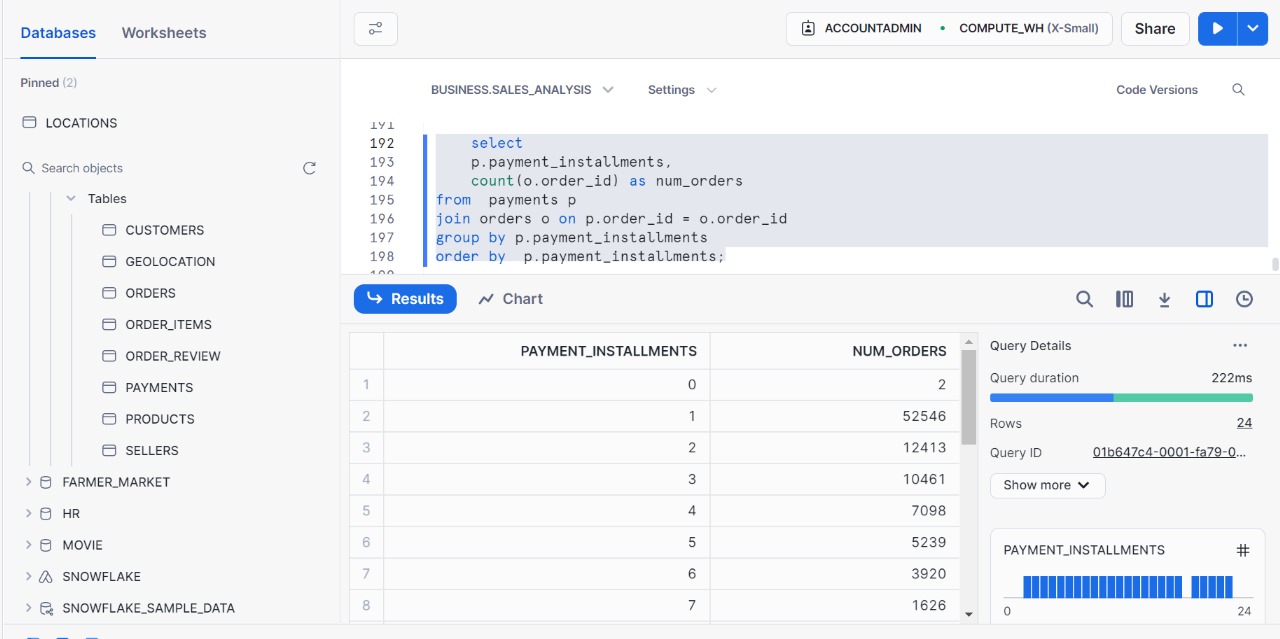 Databases
Worksheets
Pinned (2)
LOCATIONS
Search objects
Tables
CUSTOMERS
GEOLOCATION
ORDERS
ORDER_ITEMS
ORDER_REVIEW
PAYMENTS
PRODUCTS
SELLERS
FARMER_MARKET
HR
MOVIE
SNOWFLAKE
SNOWFLAKE_SAMPLE_DATA
ACCOUNTADMIN • COMPUTE_WH (X-Small)
Share
BUSINESS.SALES_ANALYSIS
Settings
Code Versions
191
192 select
193 p.payment_installments,
194 count(o.order_id) as num_orders
195 from  payments p
196 join orders o on p.order_id = o.order_id
197 group by p.payment_installments
198 order by  p.payment_installments;
199
Results
Chart
PAYMENT_INSTALLMENTS NUM_ORDERS
1 0 2
2 1 52546
3 2 12413
4 3 10461
5 4 7098
6 5 5239
7 6 3920
8 7 1626
Query Details
...
Query duration 222ms
Rows 24
Query ID 01b647c4-0001-fa79-0...
Show more
PAYMENT_INSTALLMENTS #
0 24